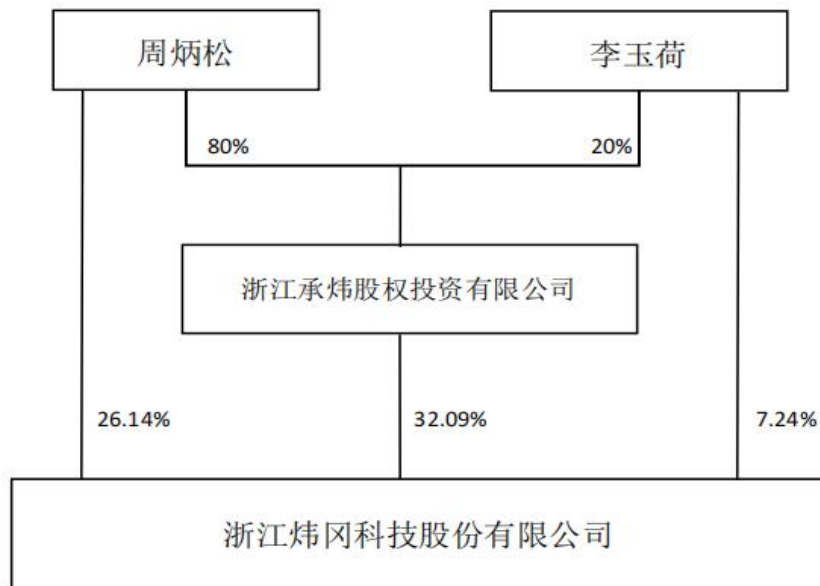 周炳松
李玉荷
80%
20%
浙江承炜股权投资有限公司
26.14%
32.09%
7.24%
浙江炜冈科技股份有限公司